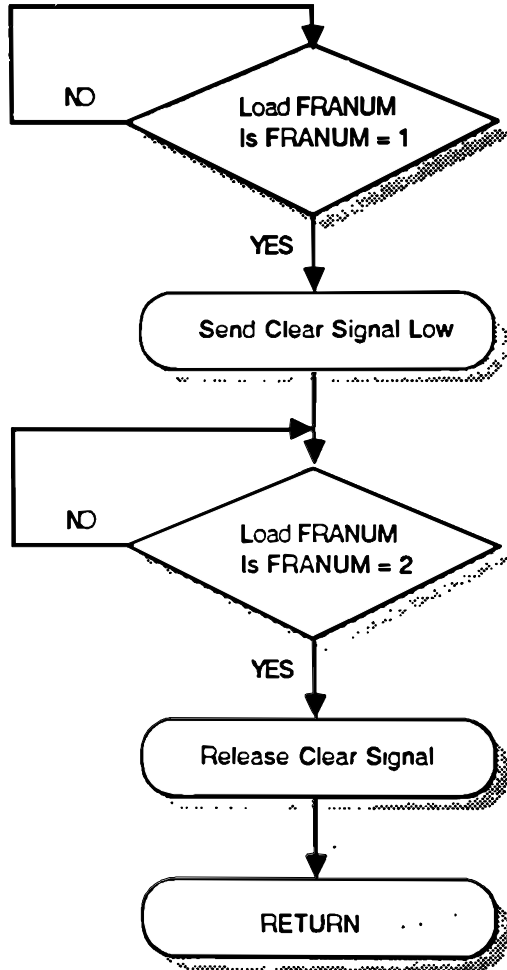 NO
Load FRANUM
Is FRANUM = 1
YES
Send Clear Signal Low
NO
Load FRANUM
Is FRANUM = 2
YES
Release Clear Signal
RETURN